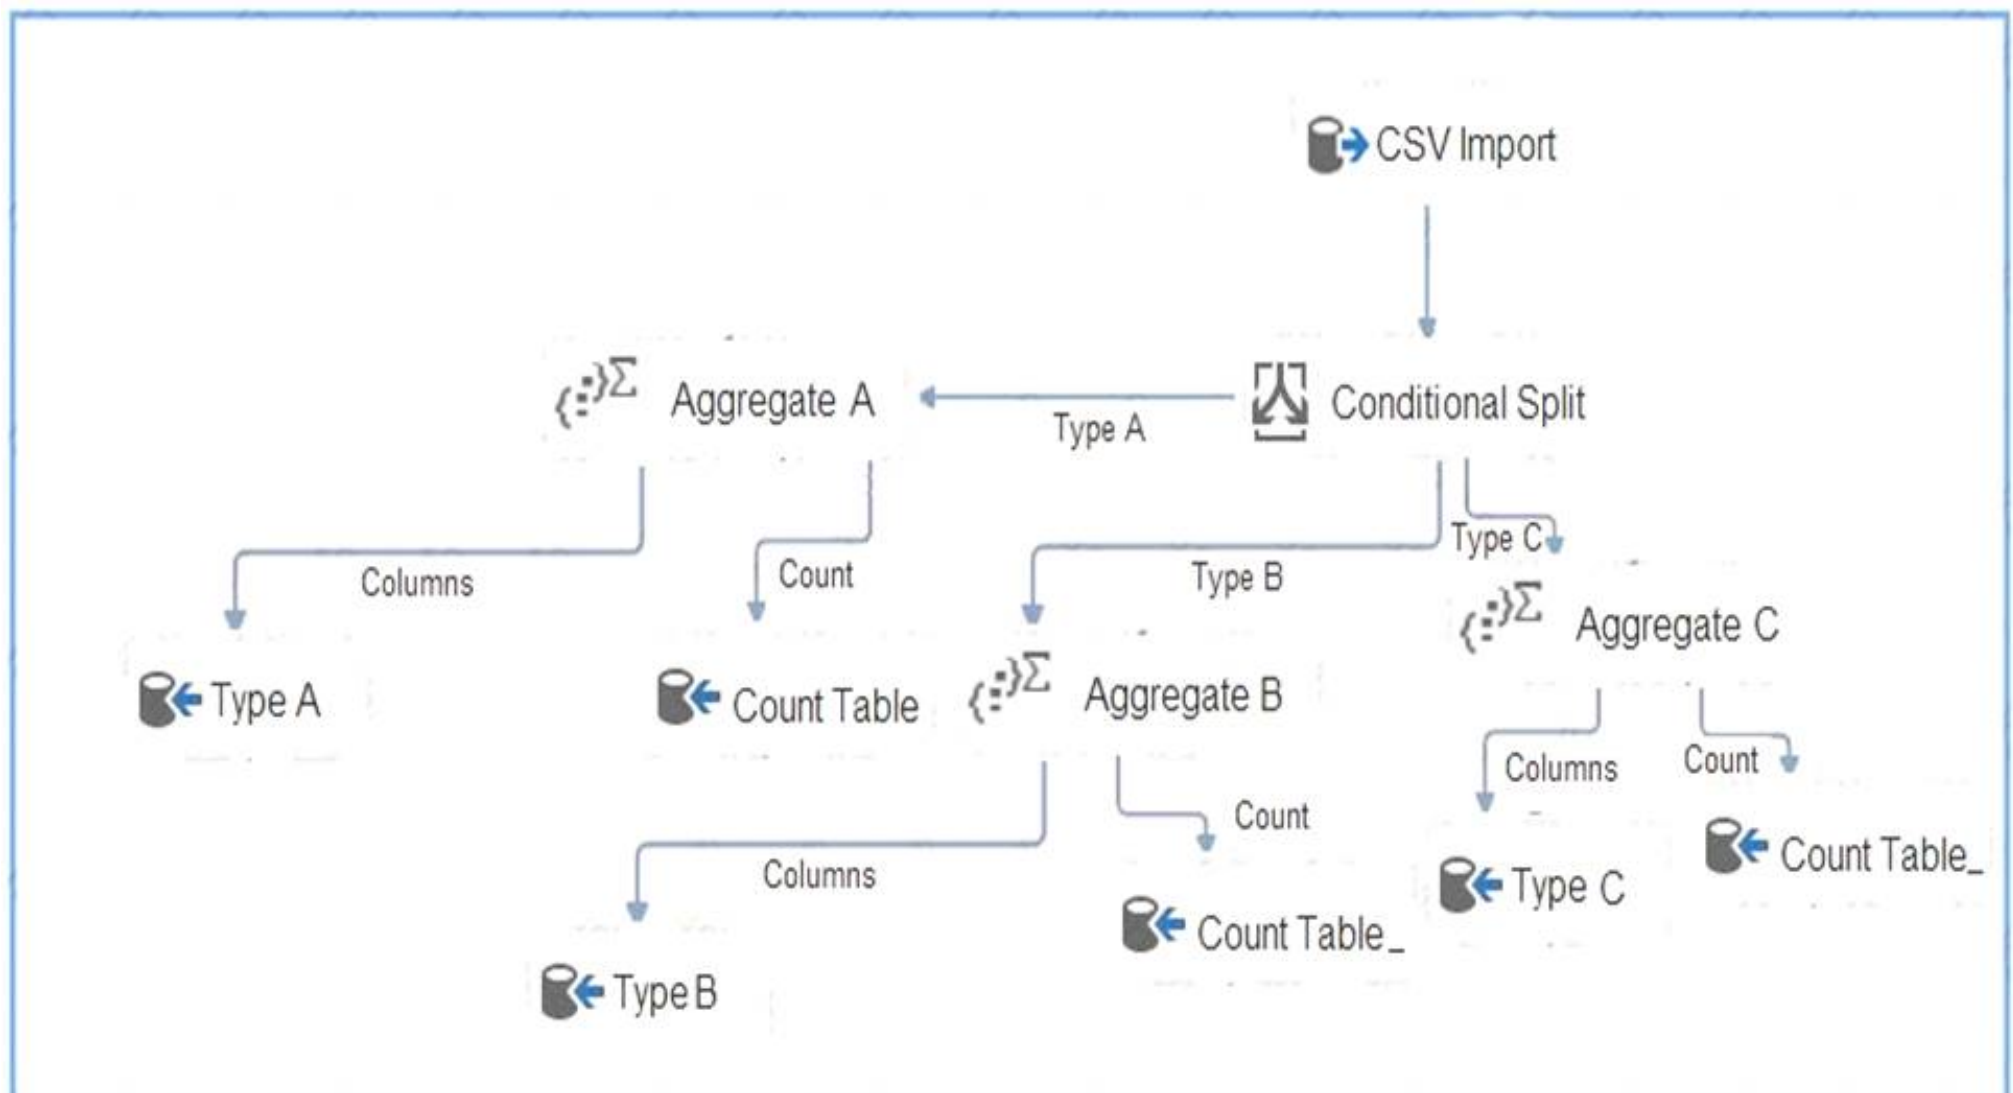 CSV Import
Aggregate A
Type A
Conditional Split
Columns
Count
Type B
Type C
Type A
Count Table
Aggregate B
Aggregate C
Columns
Count
Columns
Count
Type B
Count Table_
Type C
Count Table_